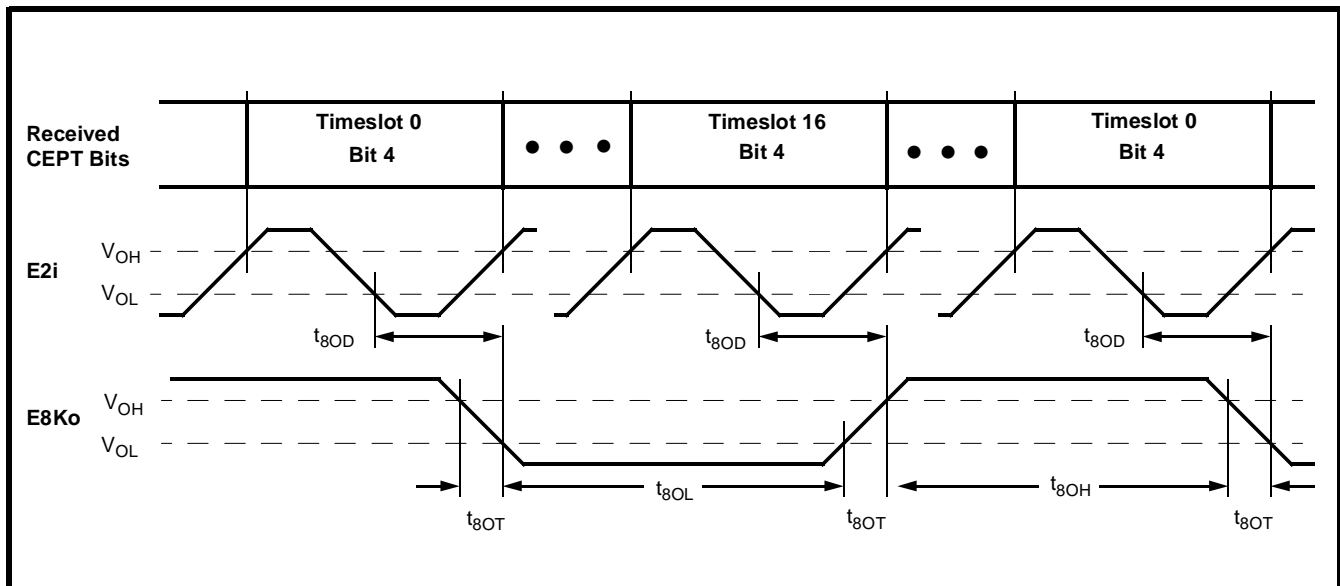 Received
CEPT Bits
Timeslot 0
Bit 4
● ● ●
Timeslot 16
Bit 4
● ● ●
Timeslot 0
Bit 4
E2i
VOH
VOL
t8OD
t8OD
t8OD
E8Ko
VOH
VOL
t8OL
t8OH
t8OT
t8OT
t8OT